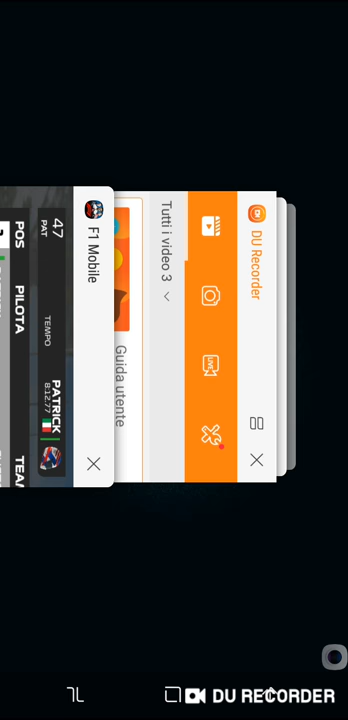 DU Recorder
Tutti i video 3
Guida utente
F1 Mobile
47
PAT
TEMPO
PATRICK
8:12.77
POS PILOTA TEAM
DU RECORDER